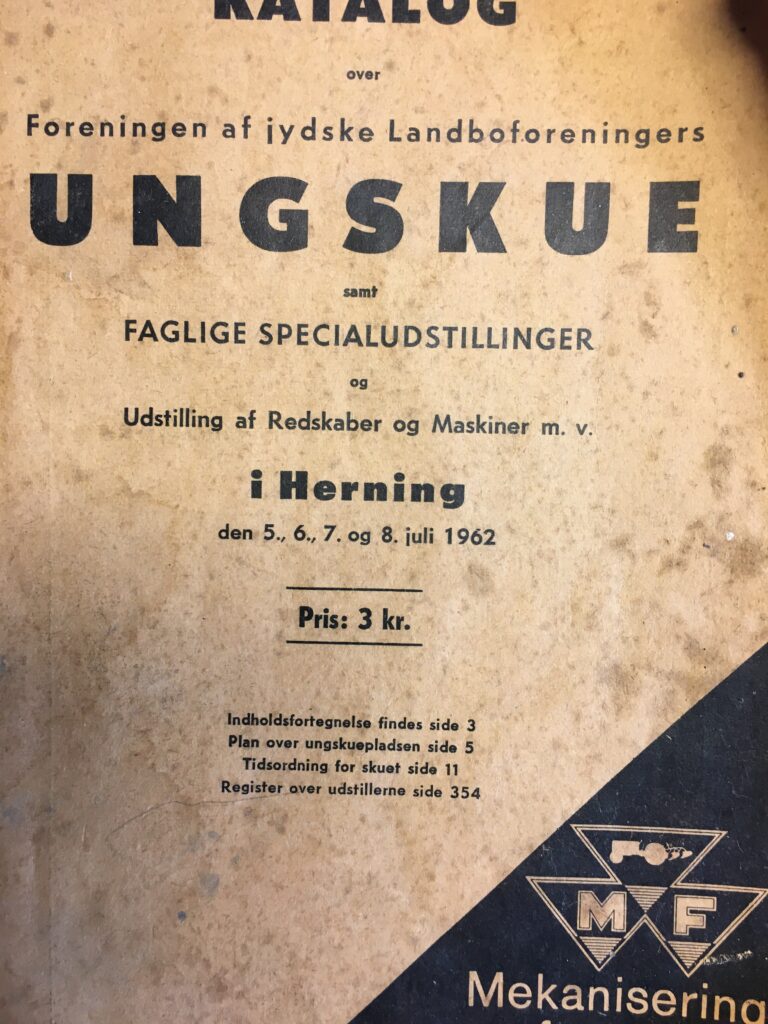 KATALOG
over
Foreningen af jydske Landboforeningers
UNGSKUE
samt
FAGLIGE SPECIALUDSTILLINGER
og
Udstilling af Redskaber og Maskiner m. v.
i Herning
den 5., 6., 7. og 8. juli 1962
Pris: 3 kr.
Indholdsfortegnelse findes side 3
Plan over ungskuepladsen side 5
Tidsordning for skuet side 11
Register over udstillerne side 354
MF
Mekanisering